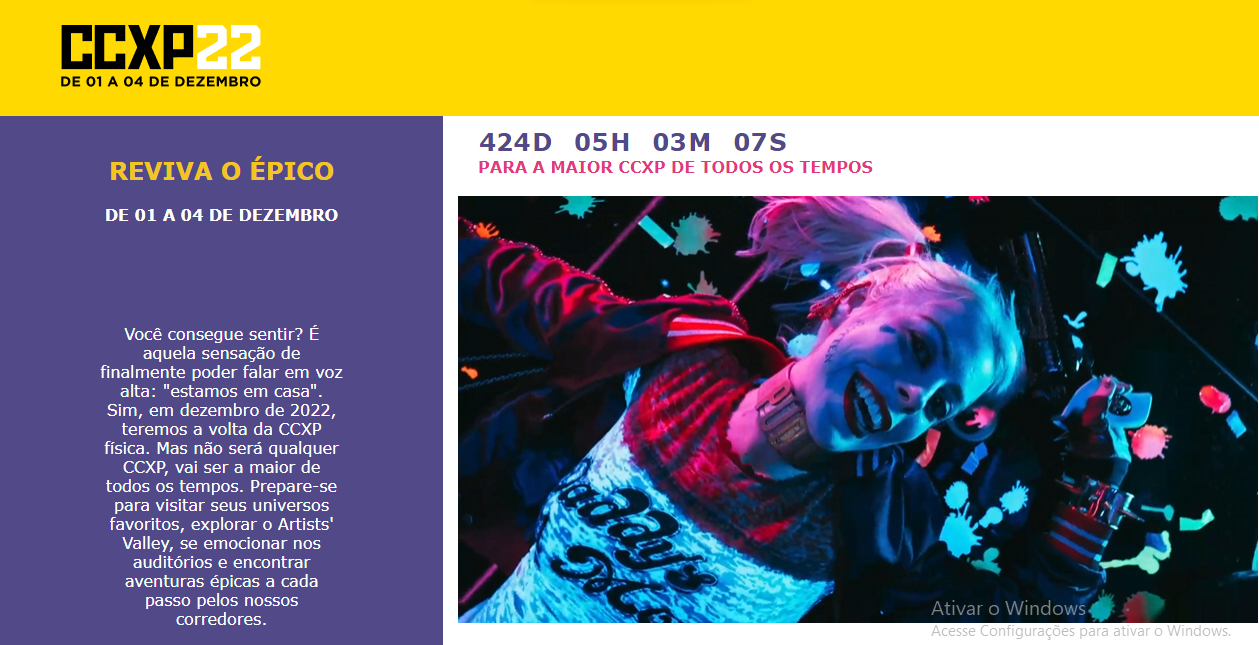 CCXP22
DE 01 A 04 DE DEZEMBRO
REVIVA O ÉPICO
DE 01 A 04 DE DEZEMBRO
Você consegue sentir? É
aquela sensação de
finalmente poder falar em voz
alta: "estamos em casa".
Sim, em dezembro de 2022,
teremos a volta da CCXP
física. Mas não será qualquer
CCXP, vai ser a maior de
todos os tempos. Prepare-se
para visitar seus universos
favoritos, explorar o Artists'
Valley, se emocionar nos
auditórios e encontrar
aventuras épicas a cada
passo pelos nossos
corredores.
424D 05H 03M 07S
PARA A MAIOR CCXP DE TODOS OS TEMPOS
Daddy's
Ativar o Windows
Acesse Configurações para ativar o Windows.